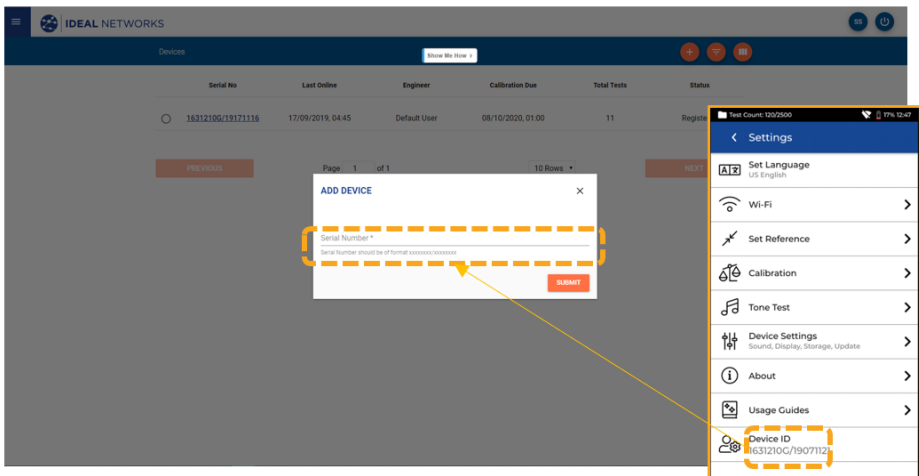 IDEAL NETWORKS
SS
Devices
Show Me How >
Serial No Last Online Engineer Calibration Due Total Tests Status
1631210G/19171116 17/09/2019, 04:45 Default User 08/10/2020, 01:00 11 Registe
PREVIOUS Page 1 of 1 10 Rows NEXT
ADD DEVICE
Serial Number *
Serial Number should be of format xxxxxxxx/xxxxxxxx
SUBMIT
Test Count: 120/2500 17% 12:47
Settings
Set Language
US English
Wi-Fi
Set Reference
Calibration
Tone Test
Device Settings
Sound, Display, Storage, Update
About
Usage Guides
Device ID
1631210G/19071121